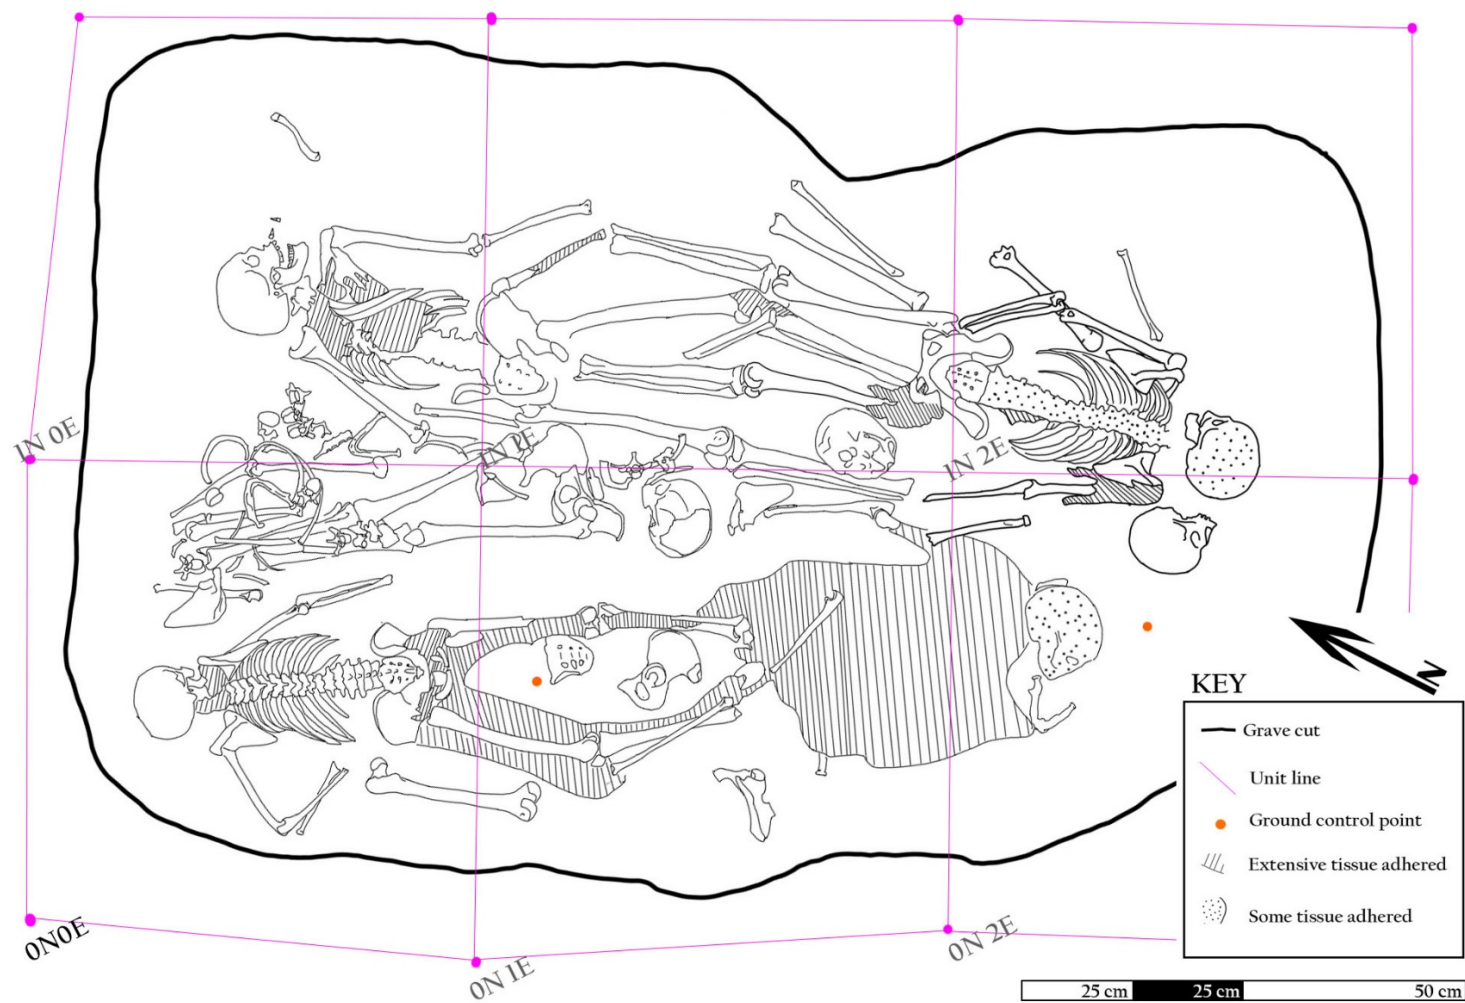 1N 0E
1N 1E
1N 2E
N
KEY
Grave cut
Unit line
Ground control point
Extensive tissue adhered
Some tissue adhered
0N0E
0N 1E
0N 2E
25 cm 25 cm 50 cm